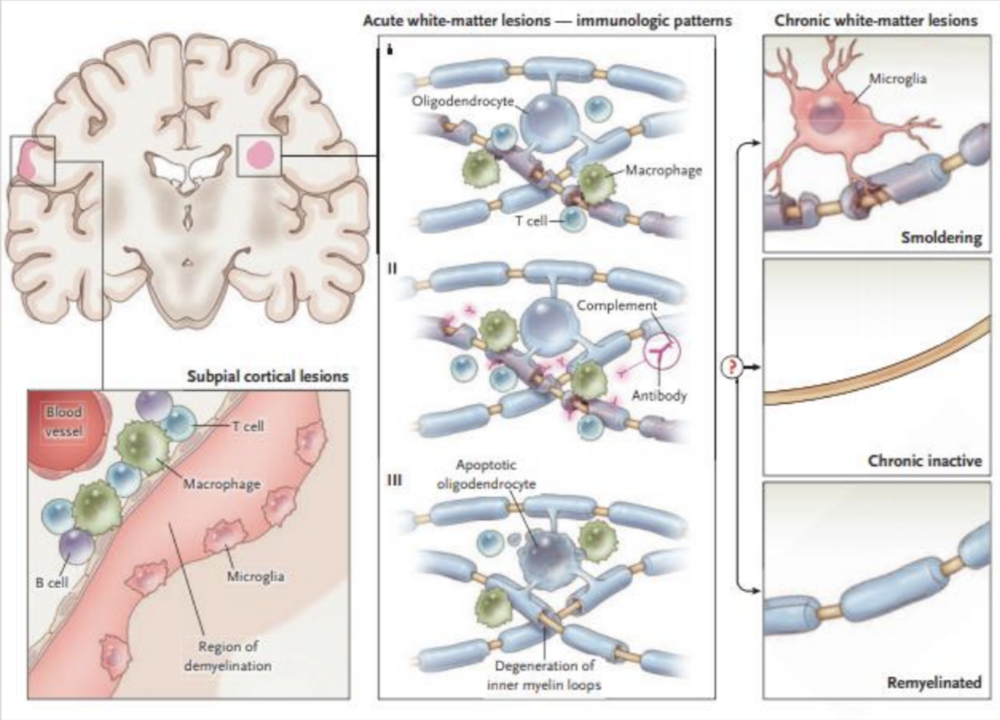 Acute white-matter lesions — immunologic patterns
Chronic white-matter lesions
I
Oligodendrocyte
Macrophage
T cell
II
Complement
Antibody
III
Apoptotic
oligodendrocyte
Degeneration of
inner myelin loops
Microglia
Smoldering
?
Chronic inactive
Remyelinated
Subpial cortical lesions
Blood
vessel
T cell
Macrophage
B cell
Microglia
Region of
demyelination